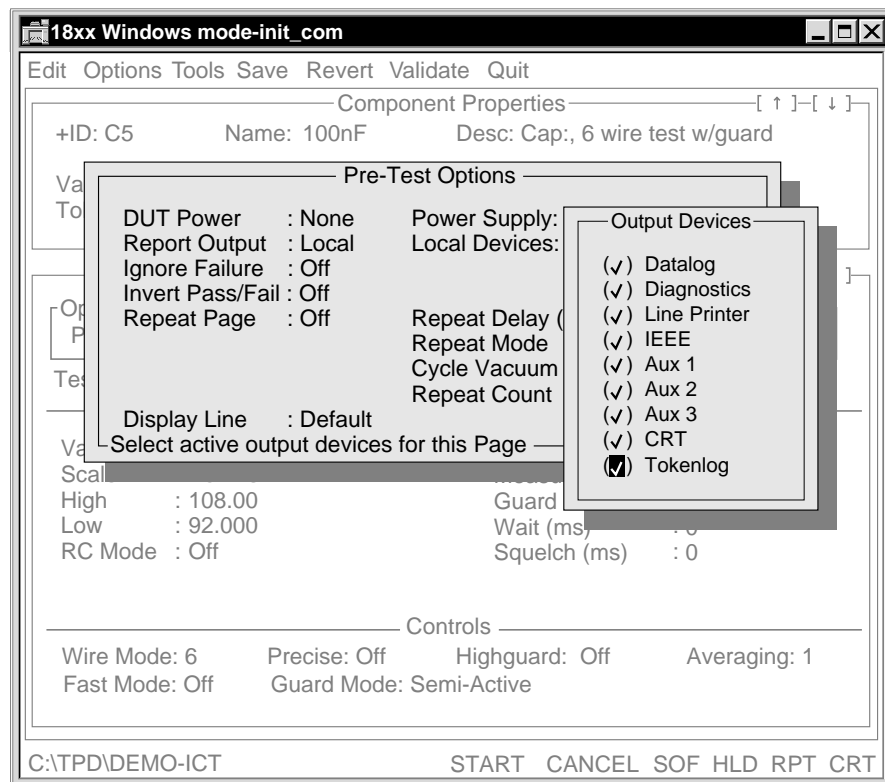 18xx Windows mode-init_com
Edit Options Tools Save Revert Validate Quit
Component Properties [ ↑ ]–[ ↓ ]
+ID: C5 Name: 100nF Desc: Cap:, 6 wire test w/guard
Va
To
Pre-Test Options
DUT Power : None Power Supply:
Report Output : Local Local Devices:
Ignore Failure : Off
Invert Pass/Fail : Off
Repeat Page : Off Repeat Delay (
Repeat Mode
Cycle Vacuum
Repeat Count
Display Line : Default
Select active output devices for this Page
Output Devices
(✓) Datalog
(✓) Diagnostics
(✓) Line Printer
(✓) IEEE
(✓) Aux 1
(✓) Aux 2
(✓) Aux 3
(✓) CRT
(✓) Tokenlog
]
Op
P
Tes
Va
Scal
High : 108.00 Guard
Low : 92.000 Wait (ms) : 0
RC Mode : Off Squelch (ms) : 0
Controls
Wire Mode: 6 Precise: Off Highguard: Off Averaging: 1
Fast Mode: Off Guard Mode: Semi-Active
C:\TPD\DEMO-ICT START CANCEL SOF HLD RPT CRT